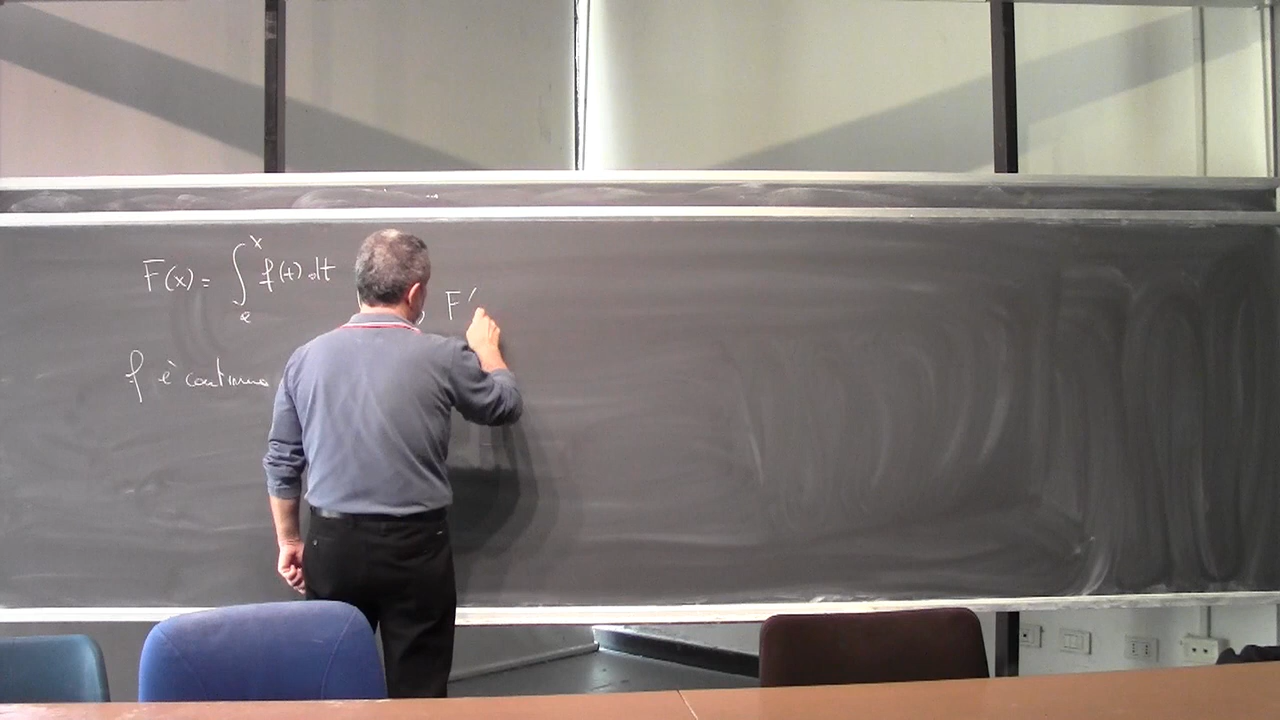 F(x) = ∫ₐˣ f(t) dt
F'
f è continua